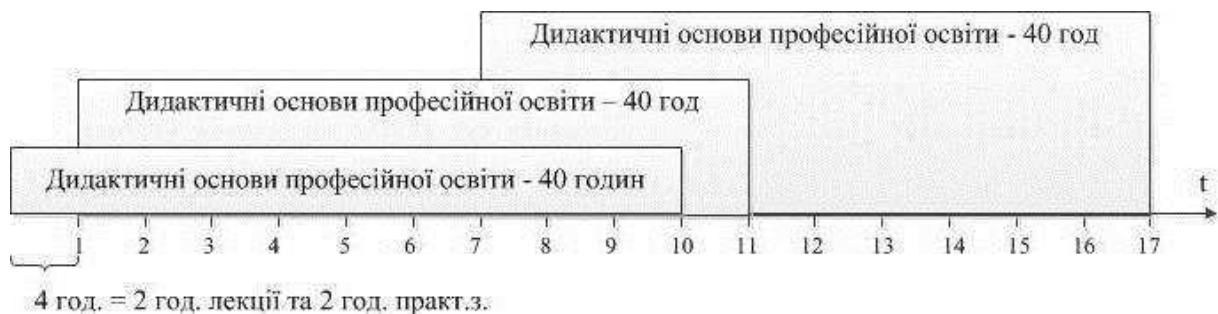 Дидактичні основи професійної освіти - 40 год
Дидактичні основи професійної освіти – 40 год
Дидактичні основи професійної освіти - 40 годин
t
1 2 3 4 5 6 7 8 9 10 11 12 13 14 15 16 17
4 год. = 2 год. лекції та 2 год. практ.з.